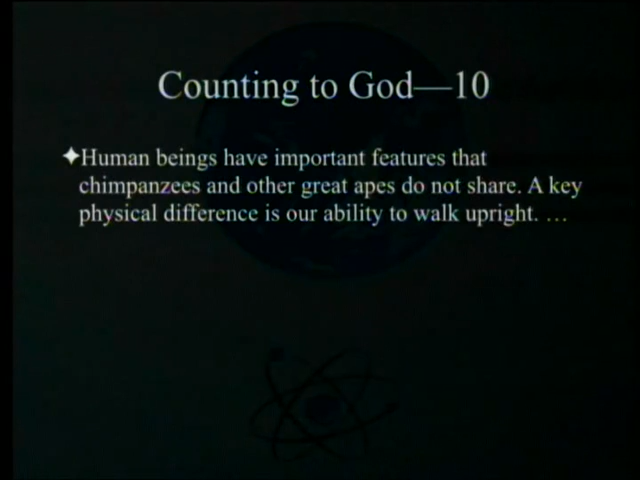 Counting to God—10
✦Human beings have important features that
chimpanzees and other great apes do not share. A key
physical difference is our ability to walk upright. …